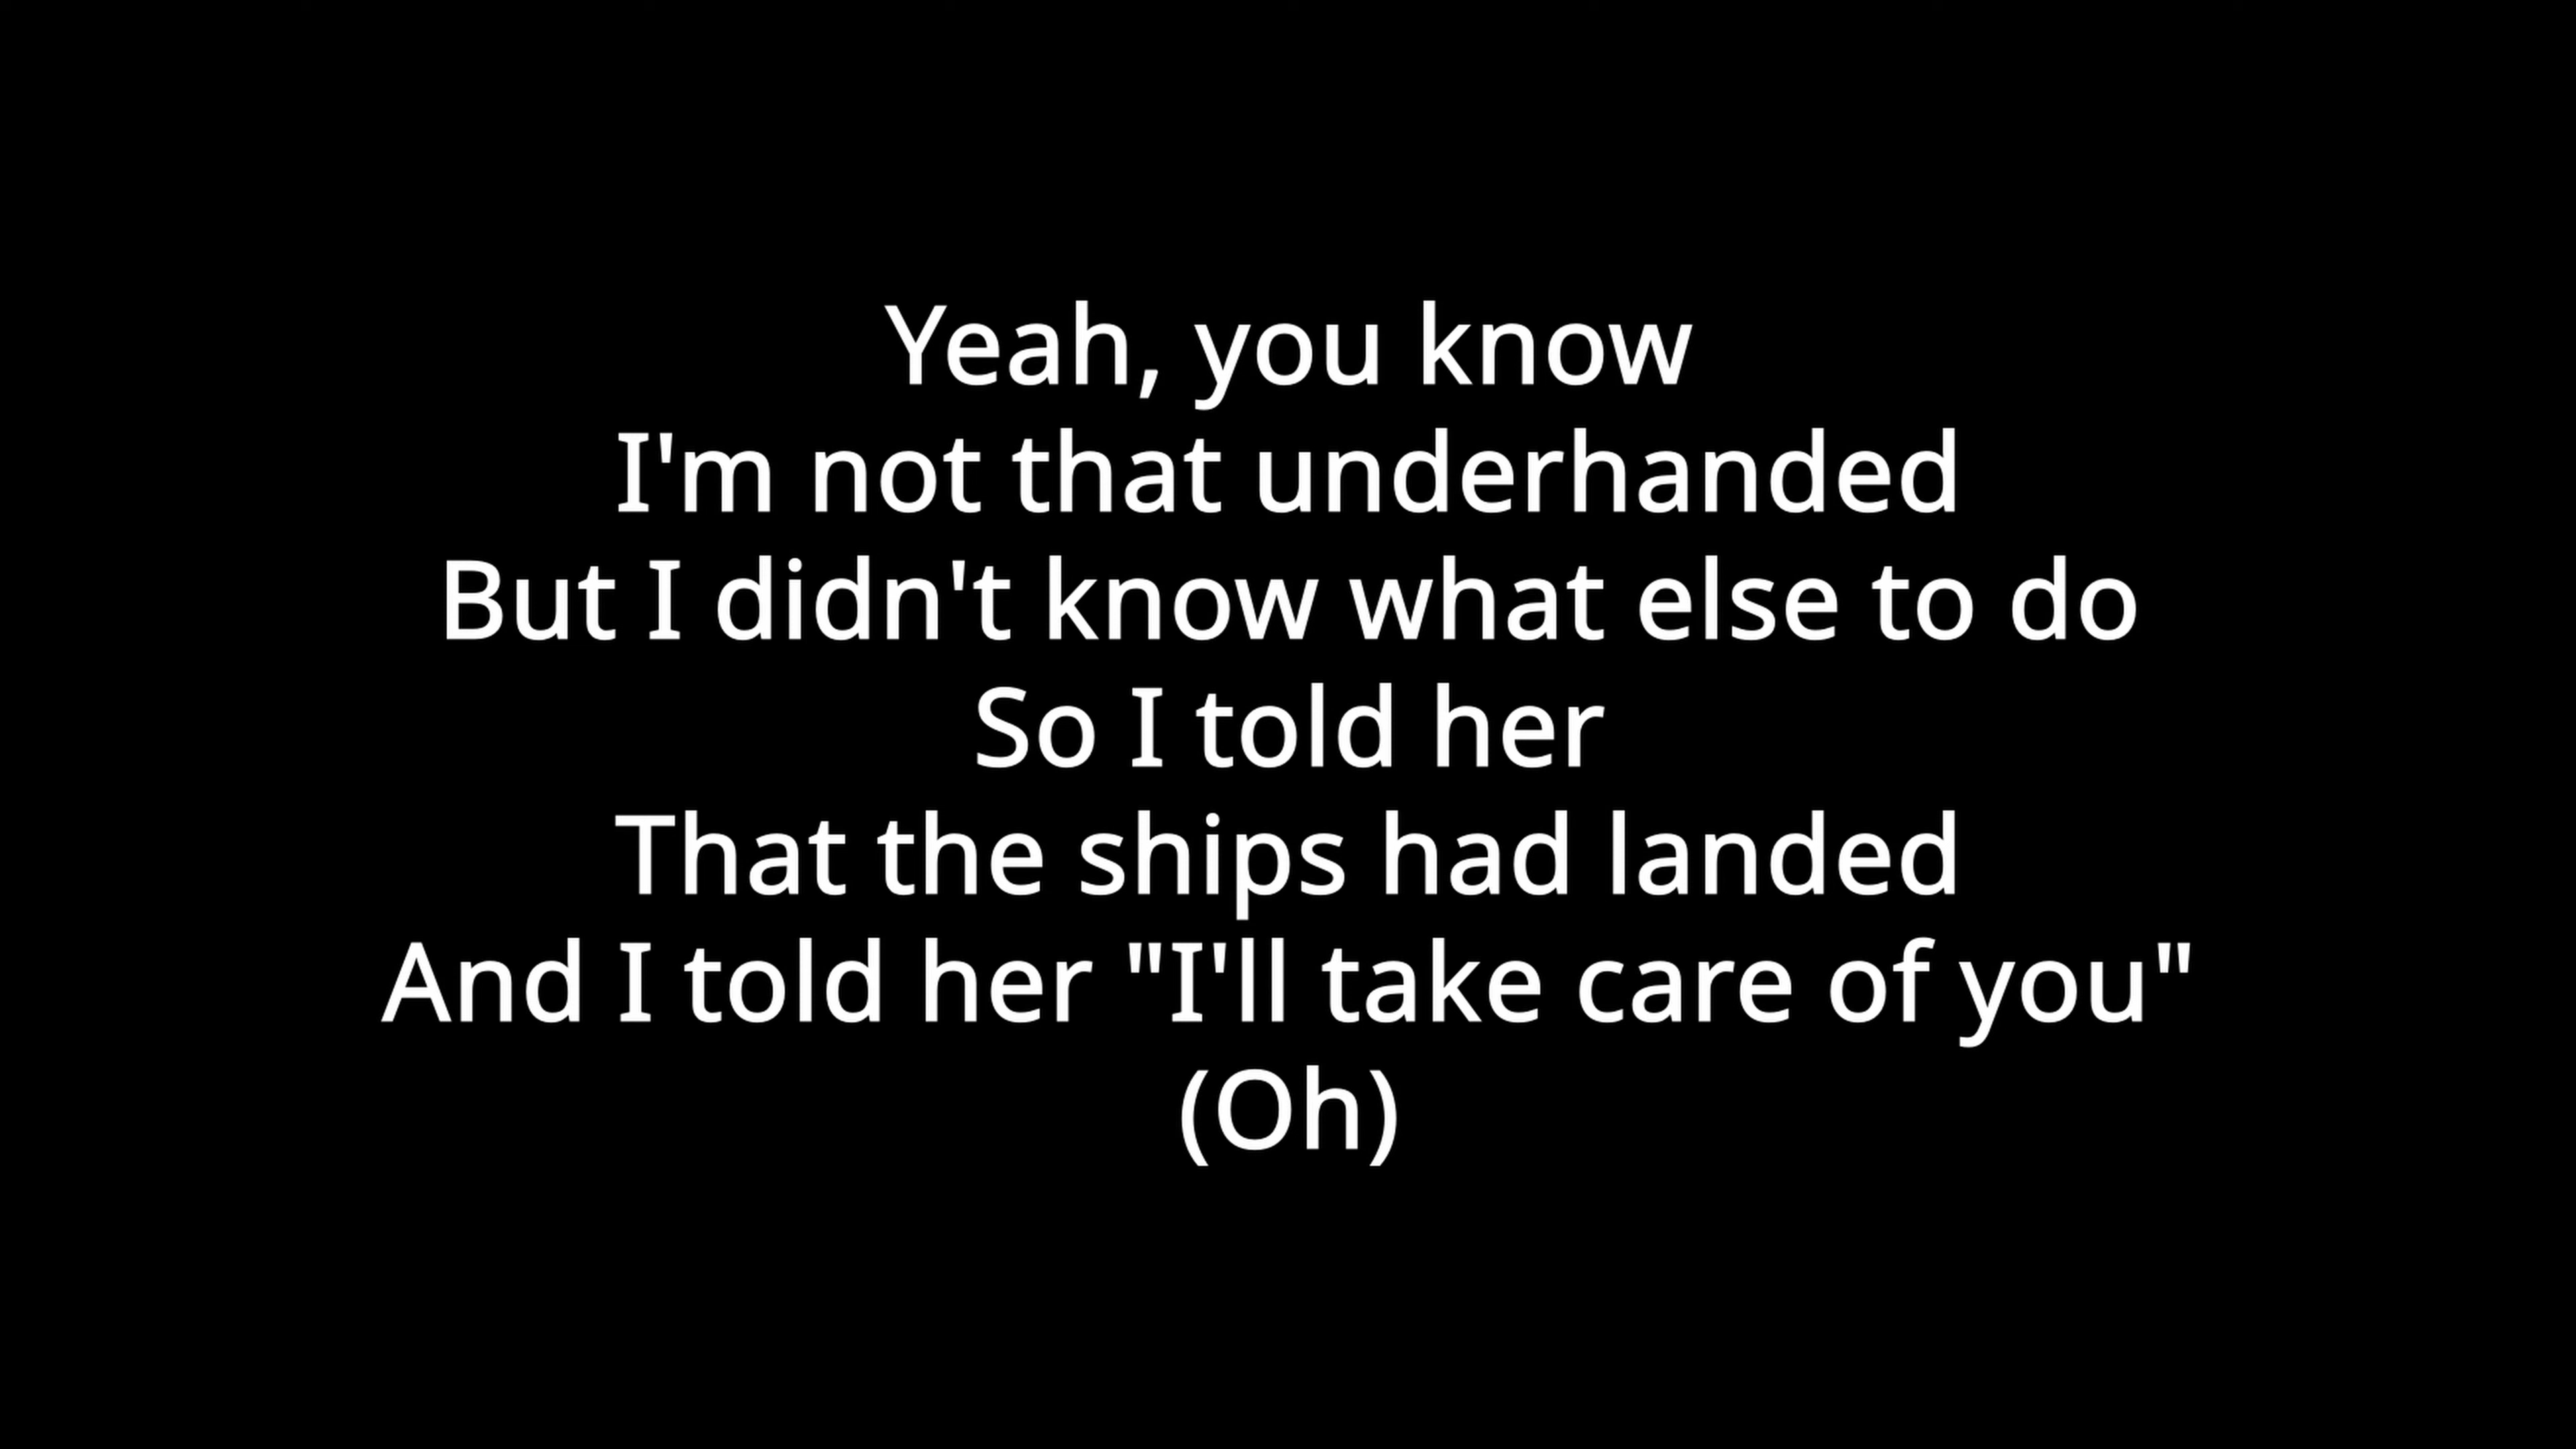 Yeah, you know
I'm not that underhanded
But I didn't know what else to do
So I told her
That the ships had landed
And I told her "I'll take care of you"
(Oh)